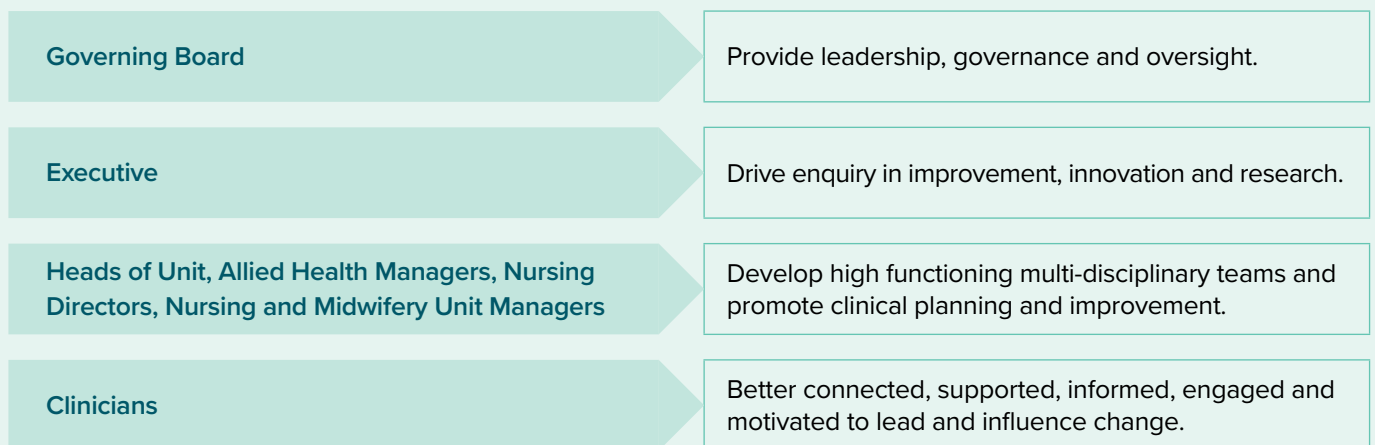 Governing Board
Provide leadership, governance and oversight.
Executive
Drive enquiry in improvement, innovation and research.
Heads of Unit, Allied Health Managers, Nursing
Directors, Nursing and Midwifery Unit Managers
Develop high functioning multi-disciplinary teams and
promote clinical planning and improvement.
Clinicians
Better connected, supported, informed, engaged and
motivated to lead and influence change.